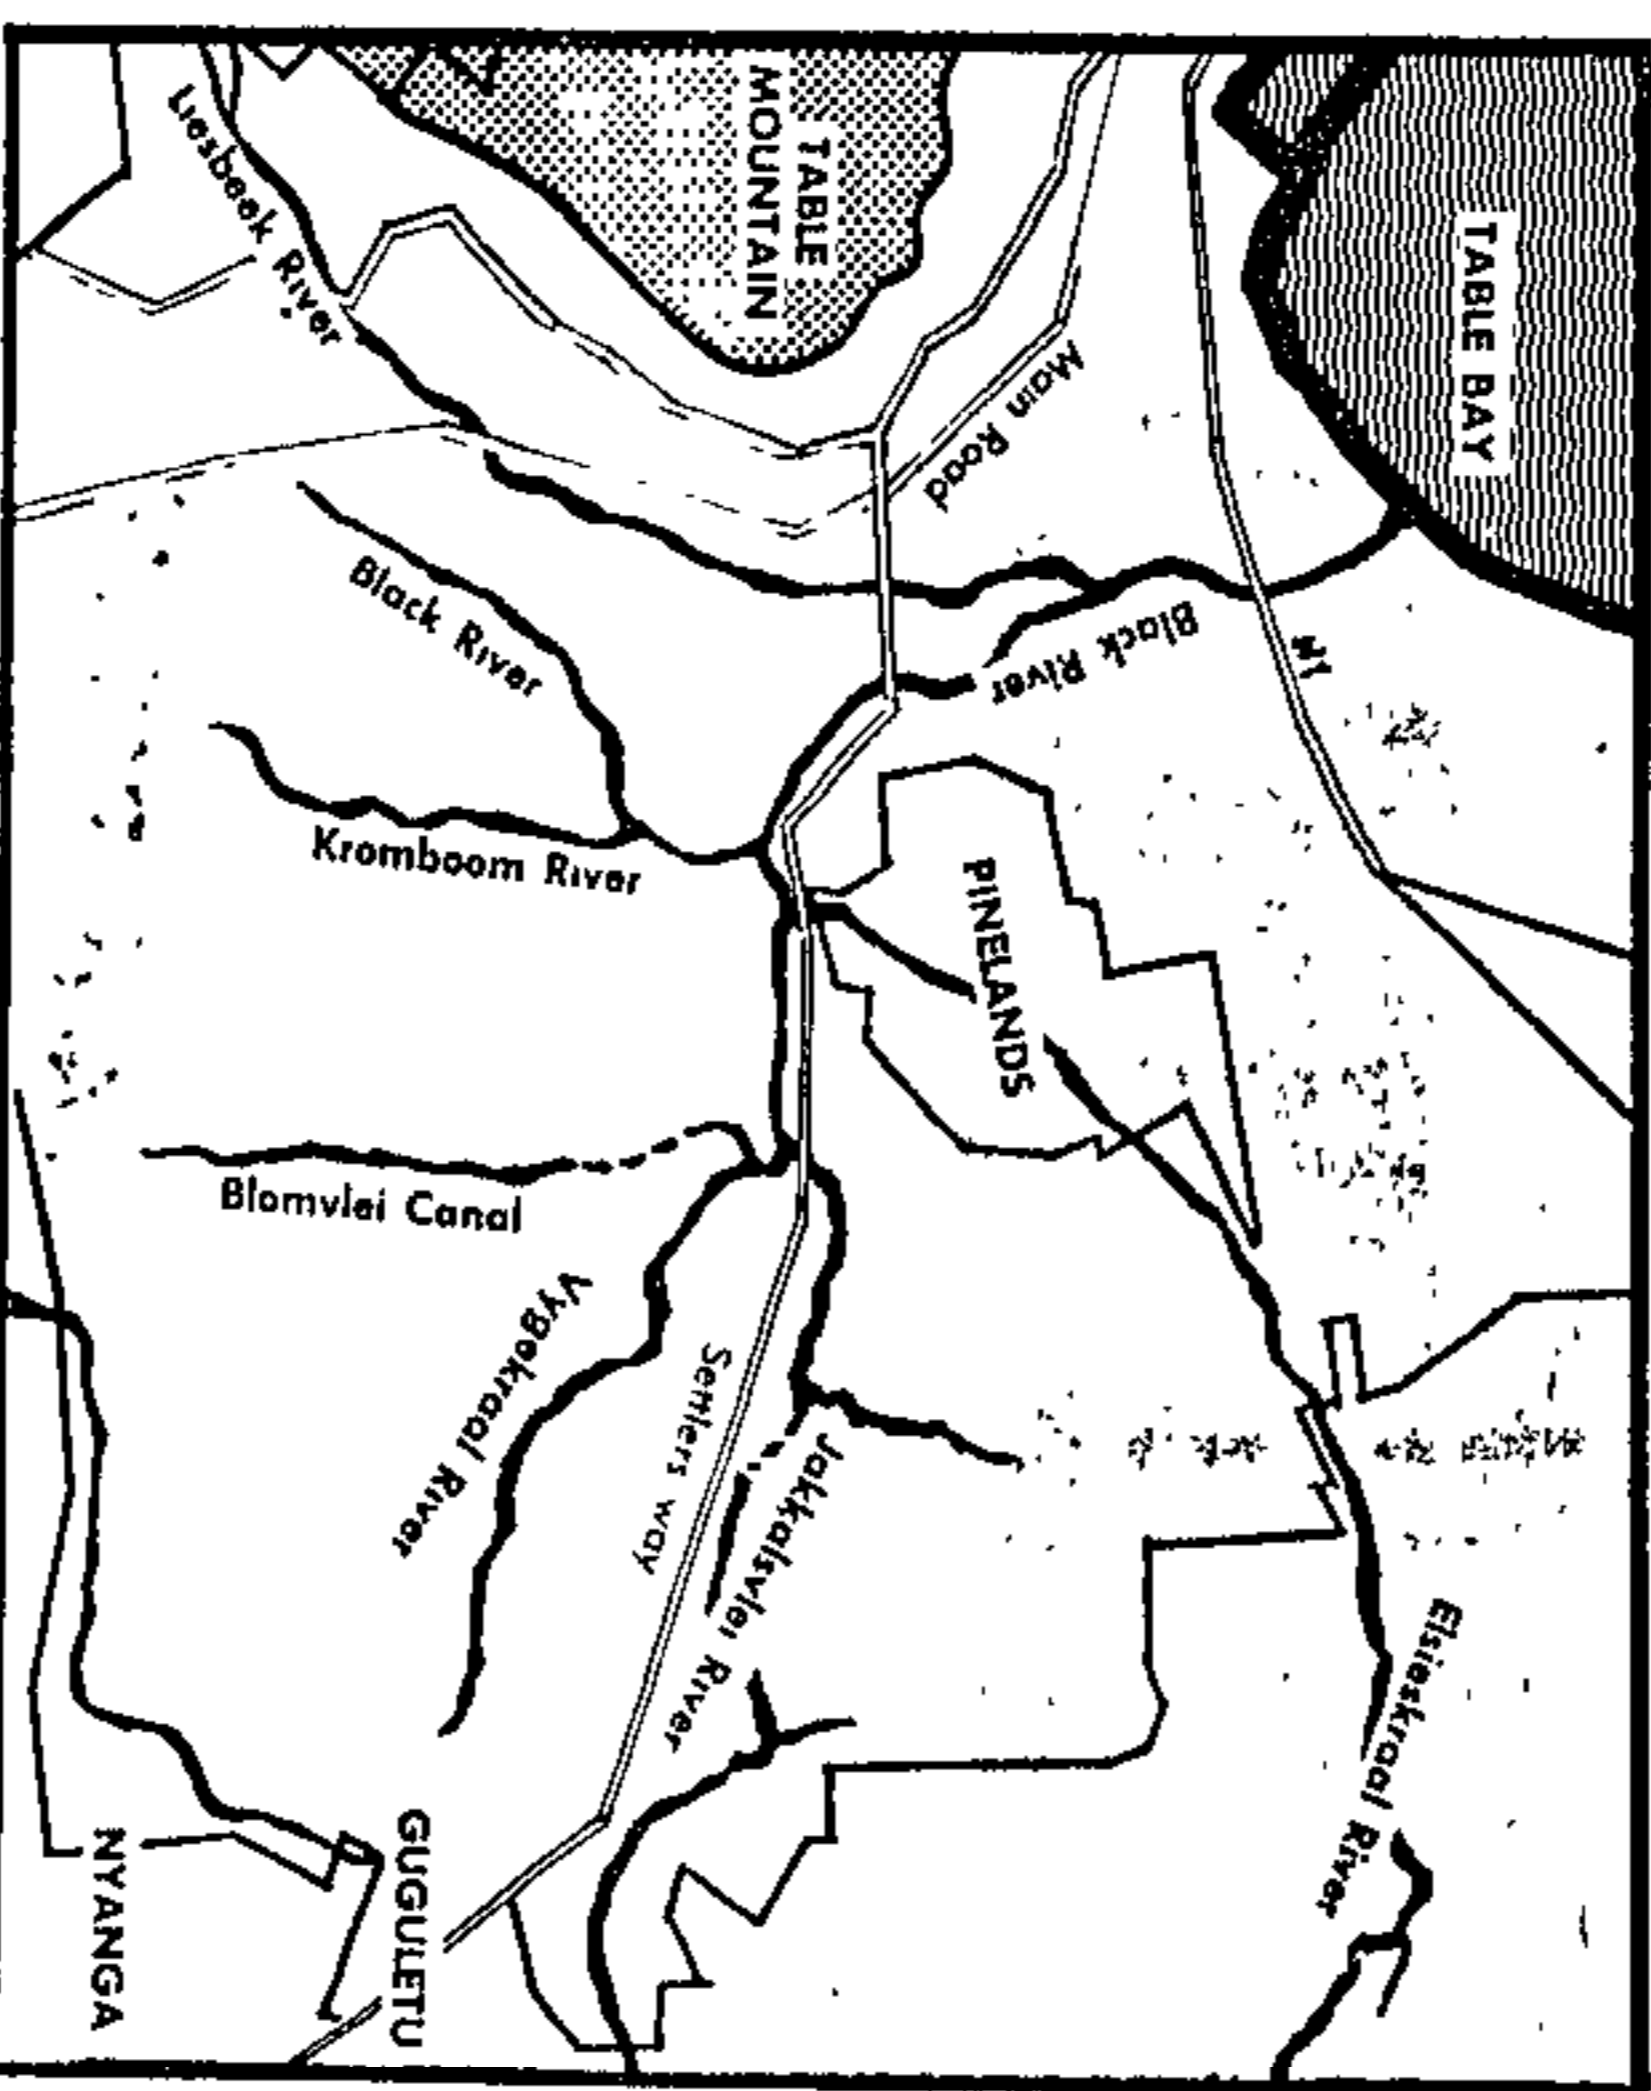 TABLE BAY
TABLE
MOUNTAIN
Liesbeek River
Main Road
N1
Black River
Black River
Kromboom River
PINELANDS
Blomvlei Canal
Vygekraal River
Settlers way
Jakkalsvlei River
Elsieskraal River
GUGULETU
NYANGA